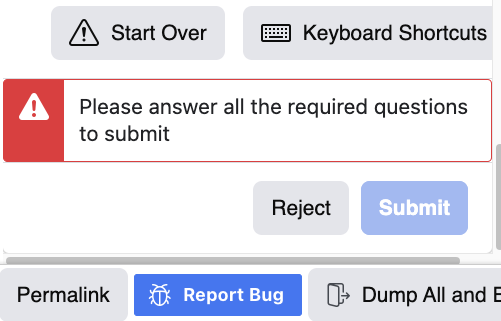 Start Over
Keyboard Shortcuts
Please answer all the required questions
to submit
Reject
Submit
Permalink
Report Bug
Dump All and E